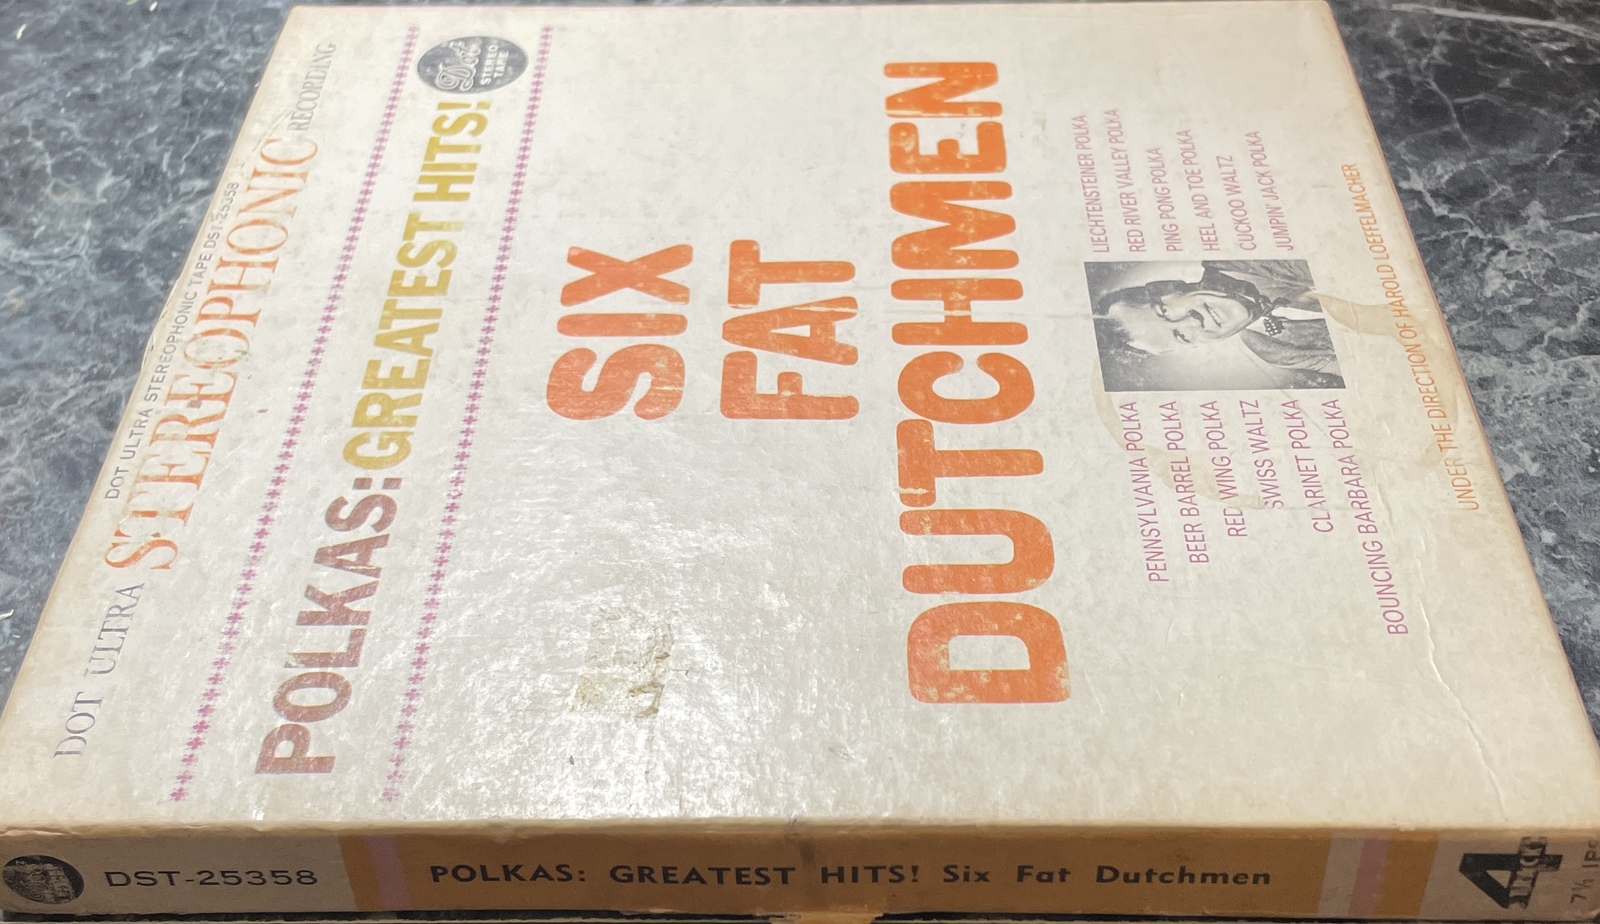 DOT ULTRA STEREOPHONIC TAPE DST-25358
DOT ULTRA STEREOPHONIC RECORDING
POLKAS: GREATEST HITS!
Dot
STEREO
TAPE
SIX
FAT
DUTCHMEN
PENNSYLVANIA POLKA
BEER BARREL POLKA
RED WING POLKA
SWISS WALTZ
CLARINET POLKA
BOUNCING BARBARA POLKA
LIECHTENSTEINER POLKA
RED RIVER VALLEY POLKA
PING PONG POLKA
HEEL AND TOE POLKA
CUCKOO WALTZ
JUMPIN' JACK POLKA
UNDER THE DIRECTION OF HAROLD LOEFFELMACHER
DST-25358
POLKAS: GREATEST HITS! Six Fat Dutchmen
4
7½